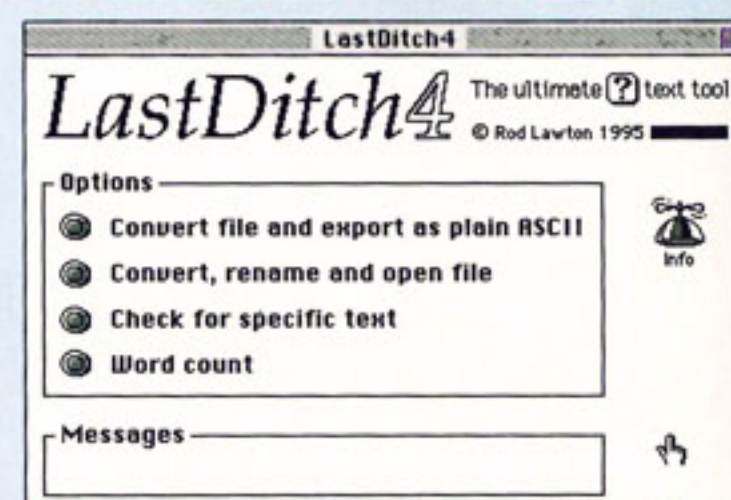 LastDitch4
LastDitch4 The ultimate ? text tool
© Rod Lawton 1995
Options
Convert file and export as plain ASCII
Convert, rename and open file
Check for specific text
Word count
Info
Messages